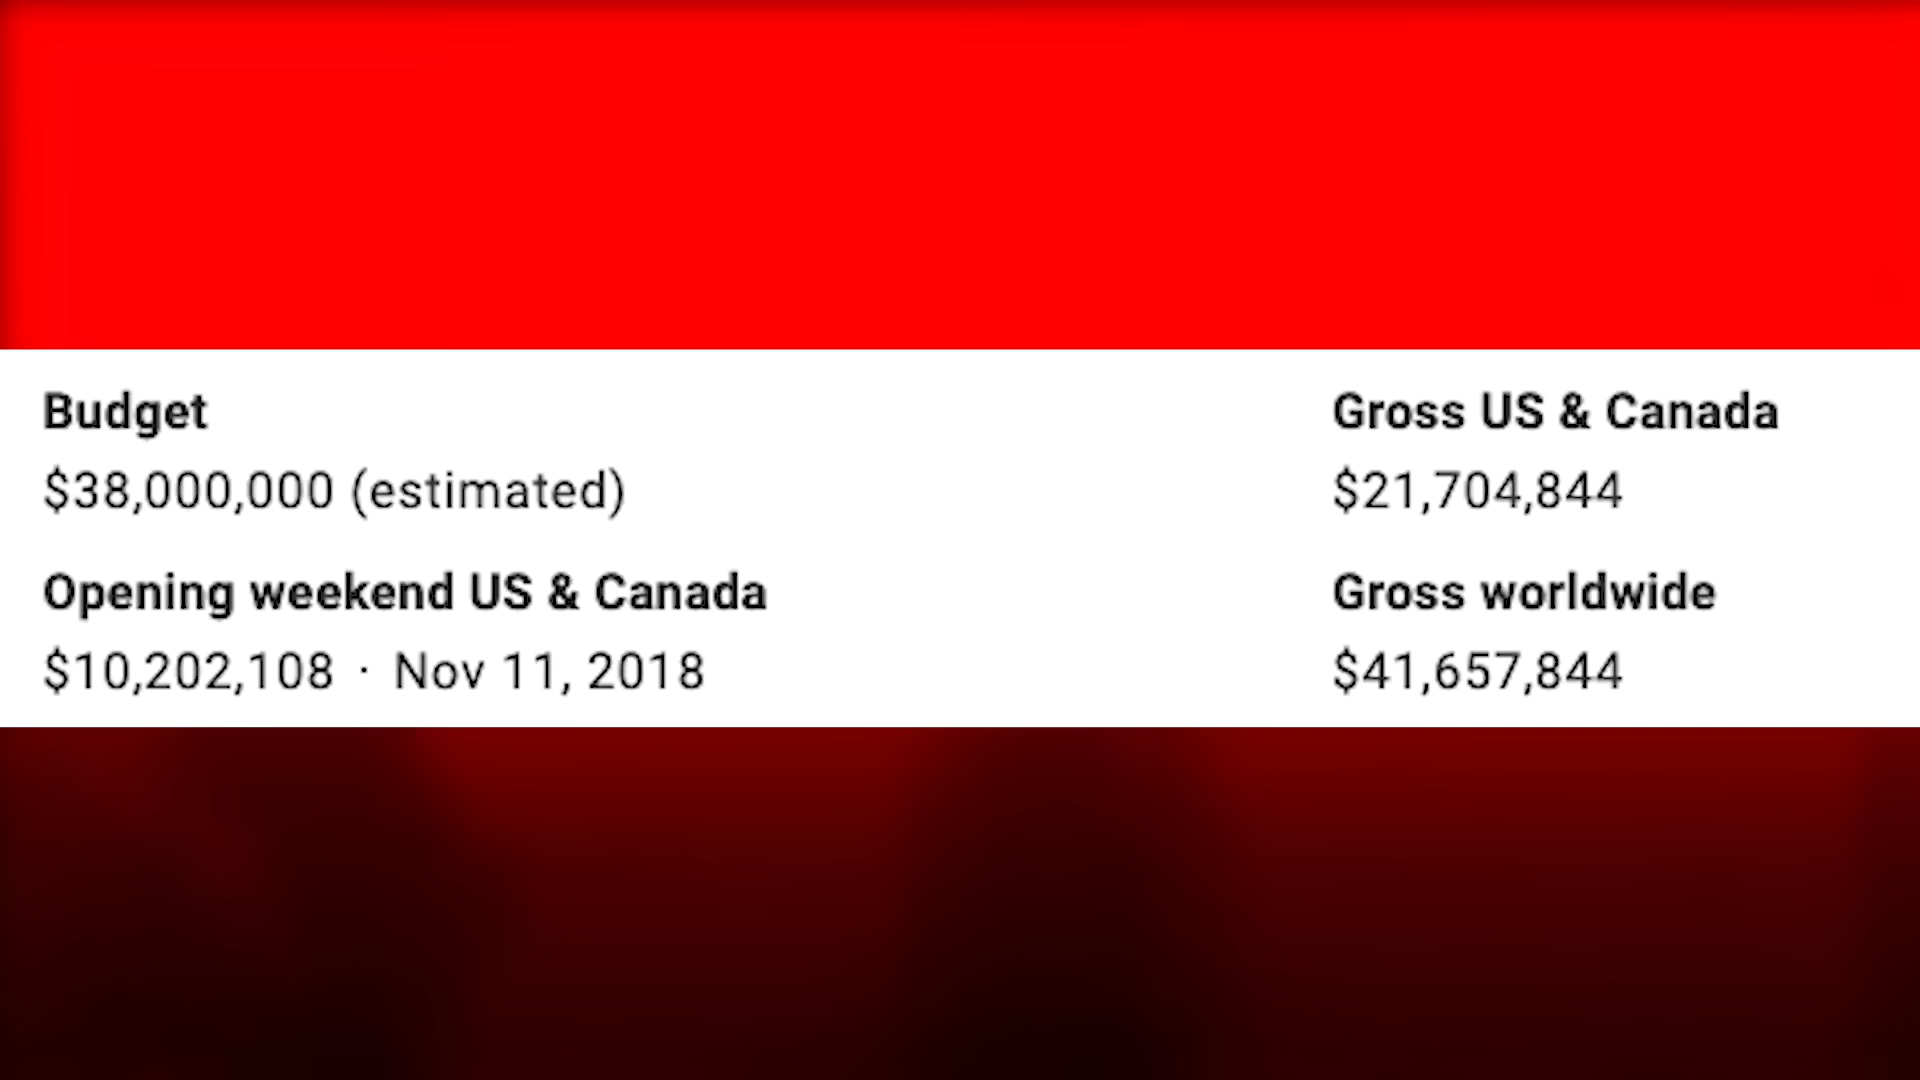 Budget
$38,000,000 (estimated)
Opening weekend US & Canada
$10,202,108 · Nov 11, 2018
Gross US & Canada
$21,704,844
Gross worldwide
$41,657,844